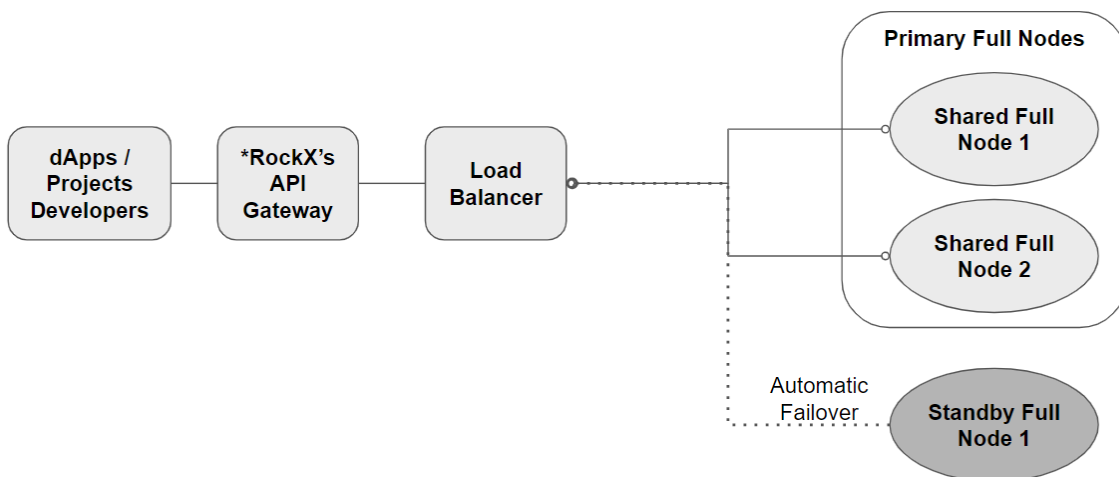 Primary Full Nodes
dApps /
Projects
Developers
*RockX’s
API
Gateway
Load
Balancer
Shared Full
Node 1
Shared Full
Node 2
Automatic
Failover
Standby Full
Node 1